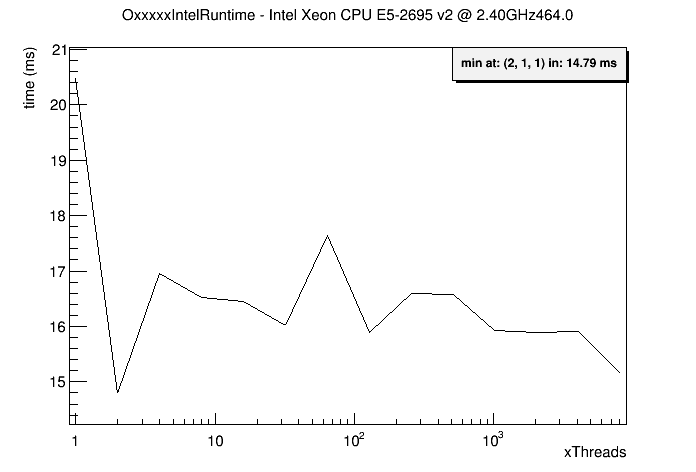 OxxxxxIntelRuntime - Intel Xeon CPU E5-2695 v2 @ 2.40GHz464.0
time (ms)
min at: (2, 1, 1) in: 14.79 ms
21
20
19
18
17
16
15
1 10 10² 10³
xThreads